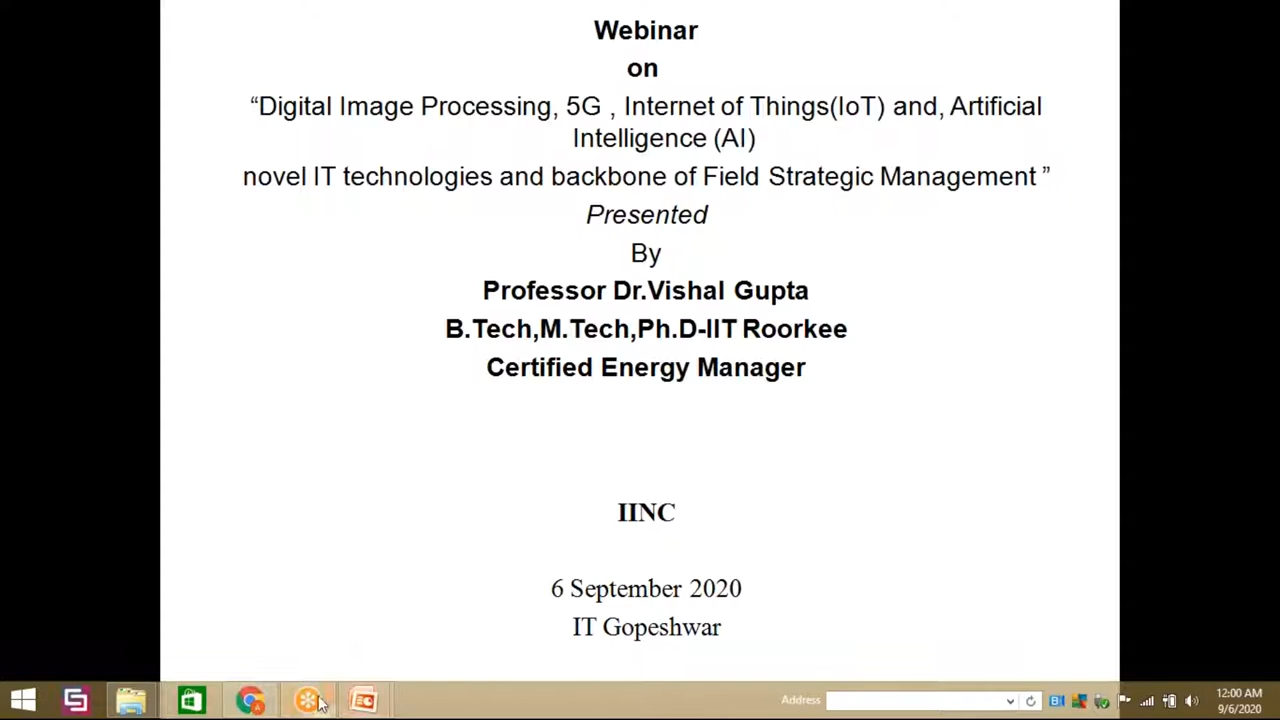 Webinar
on
“Digital Image Processing, 5G , Internet of Things(IoT) and, Artificial
Intelligence (AI)
novel IT technologies and backbone of Field Strategic Management ”
Presented
By
Professor Dr.Vishal Gupta
B.Tech,M.Tech,Ph.D-IIT Roorkee
Certified Energy Manager
IINC
6 September 2020
IT Gopeshwar
Address
12:00 AM
9/6/2020